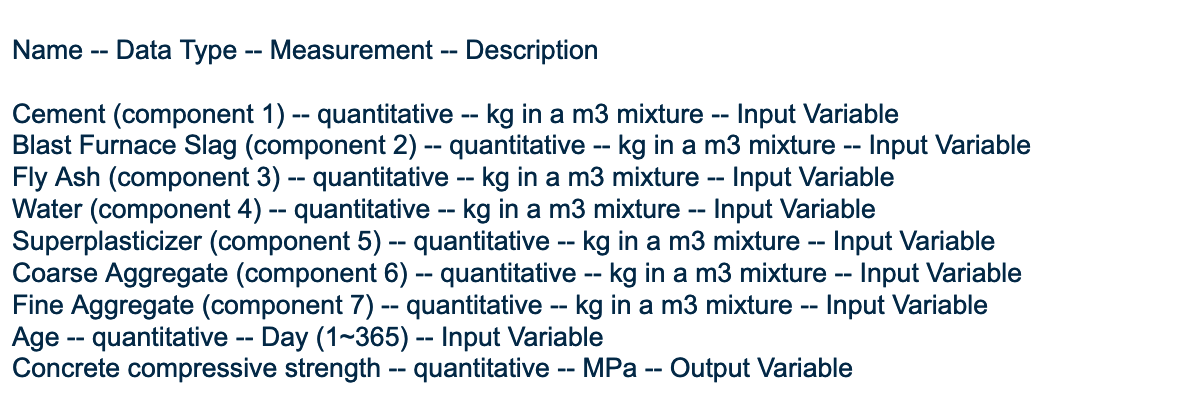 Name -- Data Type -- Measurement -- Description
Cement (component 1) -- quantitative -- kg in a m3 mixture -- Input Variable
Blast Furnace Slag (component 2) -- quantitative -- kg in a m3 mixture -- Input Variable
Fly Ash (component 3) -- quantitative -- kg in a m3 mixture -- Input Variable
Water (component 4) -- quantitative -- kg in a m3 mixture -- Input Variable
Superplasticizer (component 5) -- quantitative -- kg in a m3 mixture -- Input Variable
Coarse Aggregate (component 6) -- quantitative -- kg in a m3 mixture -- Input Variable
Fine Aggregate (component 7) -- quantitative -- kg in a m3 mixture -- Input Variable
Age -- quantitative -- Day (1~365) -- Input Variable
Concrete compressive strength -- quantitative -- MPa -- Output Variable